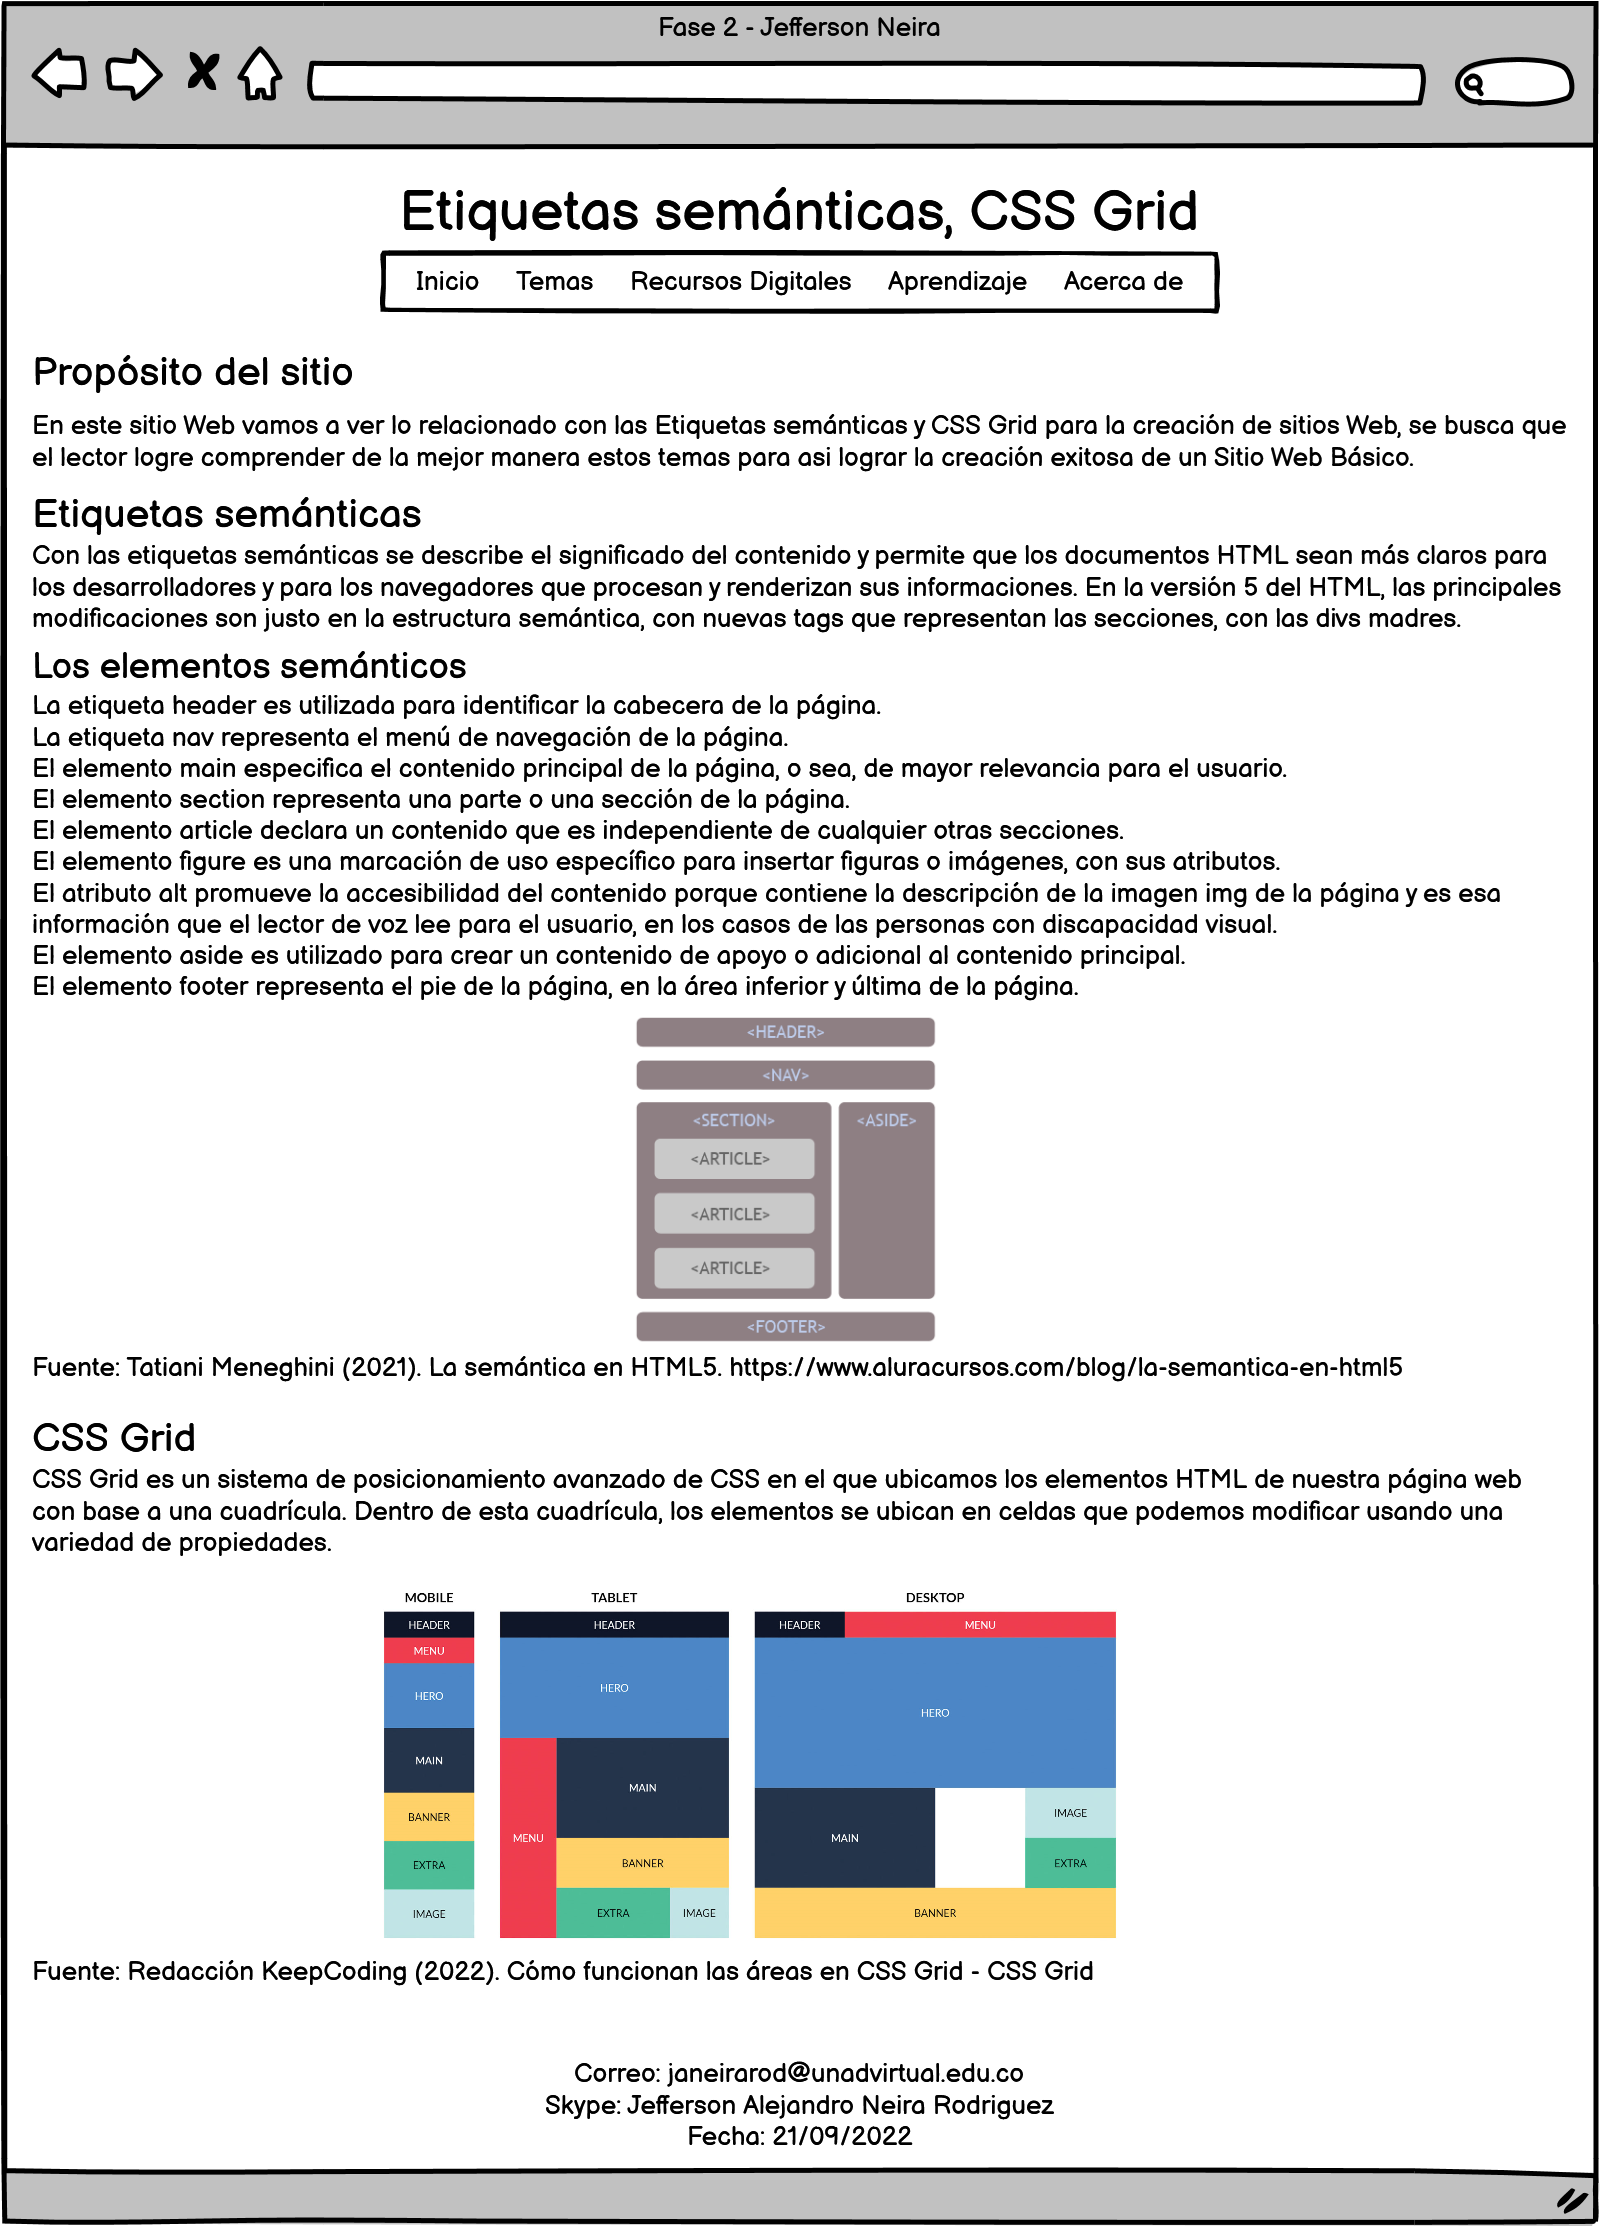 Fase 2 - Jefferson Neira
Etiquetas semánticas, CSS Grid
Inicio Temas Recursos Digitales Aprendizaje Acerca de
Propósito del sitio
En este sitio Web vamos a ver lo relacionado con las Etiquetas semánticas y CSS Grid para la creación de sitios Web, se busca que
el lector logre comprender de la mejor manera estos temas para asi lograr la creación exitosa de un Sitio Web Básico.
Etiquetas semánticas
Con las etiquetas semánticas se describe el significado del contenido y permite que los documentos HTML sean más claros para
los desarrolladores y para los navegadores que procesan y renderizan sus informaciones. En la versión 5 del HTML, las principales
modificaciones son justo en la estructura semántica, con nuevas tags que representan las secciones, con las divs madres.
Los elementos semánticos
La etiqueta header es utilizada para identificar la cabecera de la página.
La etiqueta nav representa el menú de navegación de la página.
El elemento main especifica el contenido principal de la página, o sea, de mayor relevancia para el usuario.
El elemento section representa una parte o una sección de la página.
El elemento article declara un contenido que es independiente de cualquier otras secciones.
El elemento figure es una marcación de uso específico para insertar figuras o imágenes, con sus atributos.
El atributo alt promueve la accesibilidad del contenido porque contiene la descripción de la imagen img de la página y es esa
información que el lector de voz lee para el usuario, en los casos de las personas con discapacidad visual.
El elemento aside es utilizado para crear un contenido de apoyo o adicional al contenido principal.
El elemento footer representa el pie de la página, en la área inferior y última de la página.
<HEADER>
<NAV>
<SECTION> <ASIDE>
<ARTICLE>
<ARTICLE>
<ARTICLE>
<FOOTER>
Fuente: Tatiani Meneghini (2021). La semántica en HTML5. https://www.aluracursos.com/blog/la-semantica-en-html5
CSS Grid
CSS Grid es un sistema de posicionamiento avanzado de CSS en el que ubicamos los elementos HTML de nuestra página web
con base a una cuadrícula. Dentro de esta cuadrícula, los elementos se ubican en celdas que podemos modificar usando una
variedad de propiedades.
MOBILE
HEADER
MENU
HERO
MAIN
BANNER
EXTRA
IMAGE
TABLET
HEADER
HERO
MENU
MAIN
BANNER
EXTRA IMAGE
DESKTOP
HEADER MENU
HERO
MAIN
IMAGE
EXTRA
BANNER
Fuente: Redacción KeepCoding (2022). Cómo funcionan las áreas en CSS Grid - CSS Grid
Correo: janeirarod@unadvirtual.edu.co
Skype: Jefferson Alejandro Neira Rodriguez
Fecha: 21/09/2022